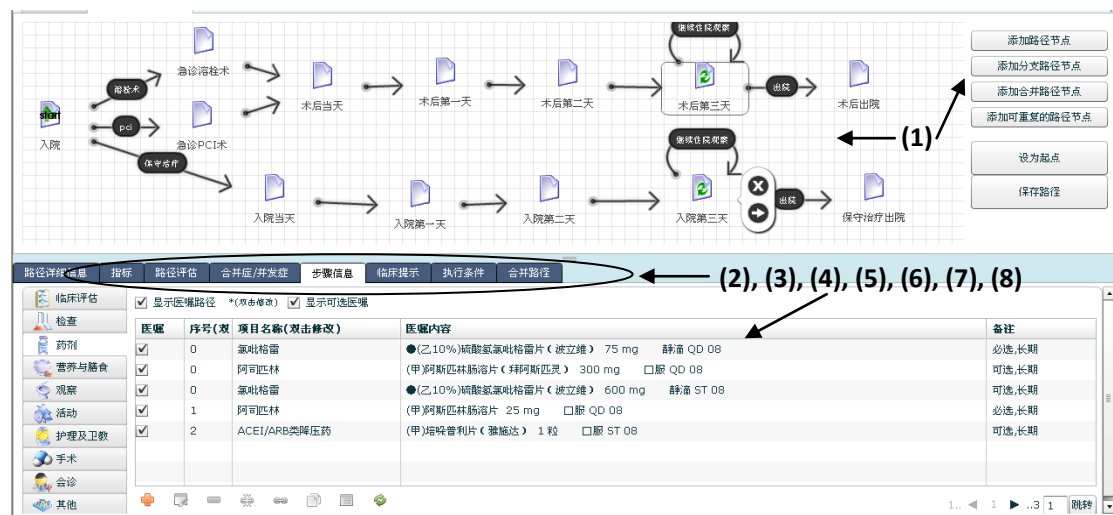 继续住院观察
添加路径节点
急诊溶栓术
添加分支路径节点
溶栓术
术后当天
术后第一天
术后第二天
术后第三天
出院
术后出院
添加合并路径节点
start
添加可重复的路径节点
pci
(1)
入院
急诊PCI术
继续住院观察
保守治疗
设为起点
出院
保存路径
入院当天
入院第一天
入院第二天
入院第三天
保守治疗出院
路径详细信息 指标 路径评估 合并症/并发症 步骤信息 临床提示 执行条件 合并路径
(2), (3), (4), (5), (6), (7), (8)
临床评估
检查
药剂
营养与膳食
观察
活动
护理及卫教
手术
会诊
其他
显示医嘱路径 *(双击修改) 显示可选医嘱
医嘱 序号(双 项目名称(双击修改) 医嘱内容 备注
0 氯吡格雷 ●(乙10%)硫酸氢氯吡格雷片(波立维) 75 mg 静滴 QD 08 必选,长期
0 阿司匹林 (甲)阿斯匹林肠溶片(拜阿斯匹灵) 300 mg 口服 QD 08 可选,长期
0 氯吡格雷 ●(乙10%)硫酸氢氯吡格雷片(波立维) 600 mg 静滴 ST 08 可选,长期
1 阿司匹林 (甲)阿斯匹林肠溶片 25 mg 口服 QD 08 必选,长期
2 ACEI/ARB类降压药 (甲)培哚普利片(雅施达) 1 粒 口服 ST 08 可选,长期
1.. 1 ..3 1 跳转